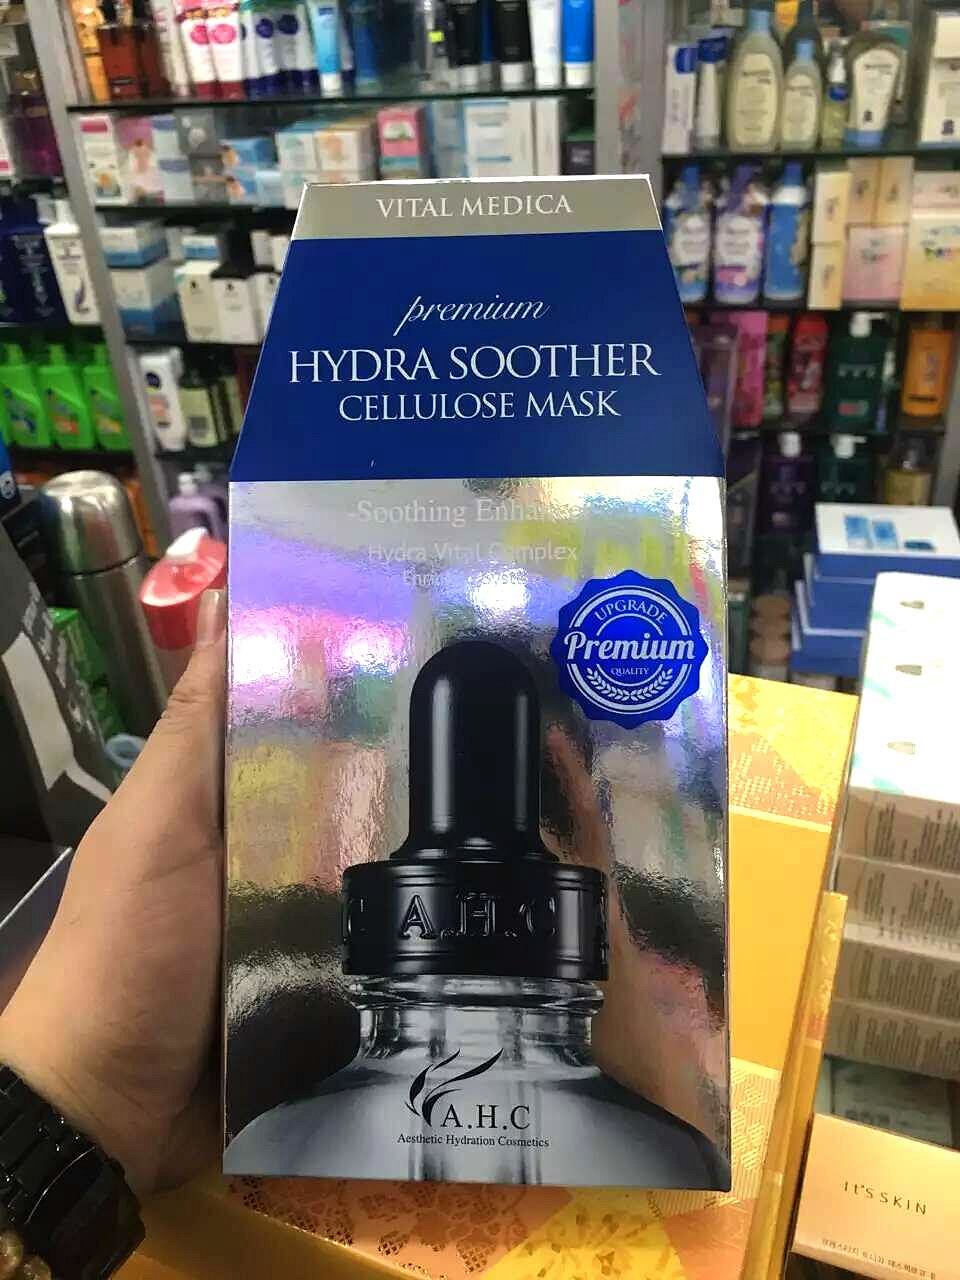 VITAL MEDICA
premium
HYDRA SOOTHER
CELLULOSE MASK
-Soothing
Hydra Vital Complex
UPGRADE
Premium
QUALITY
A.H.C
A.H.C
Aesthetic Hydration Cosmetics
It'S SKIN